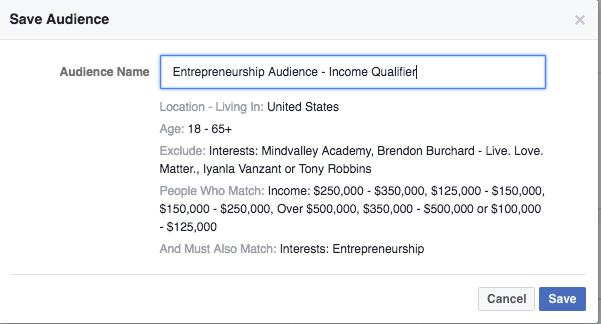 Save Audience
Audience Name Entrepreneurship Audience - Income Qualifier
Location - Living In: United States
Age: 18 - 65+
Exclude: Interests: Mindvalley Academy, Brendon Burchard - Live. Love.
Matter., Iyanla Vanzant or Tony Robbins
People Who Match: Income: $250,000 - $350,000, $125,000 - $150,000,
$150,000 - $250,000, Over $500,000, $350,000 - $500,000 or $100,000
- $125,000
And Must Also Match: Interests: Entrepreneurship
Cancel Save